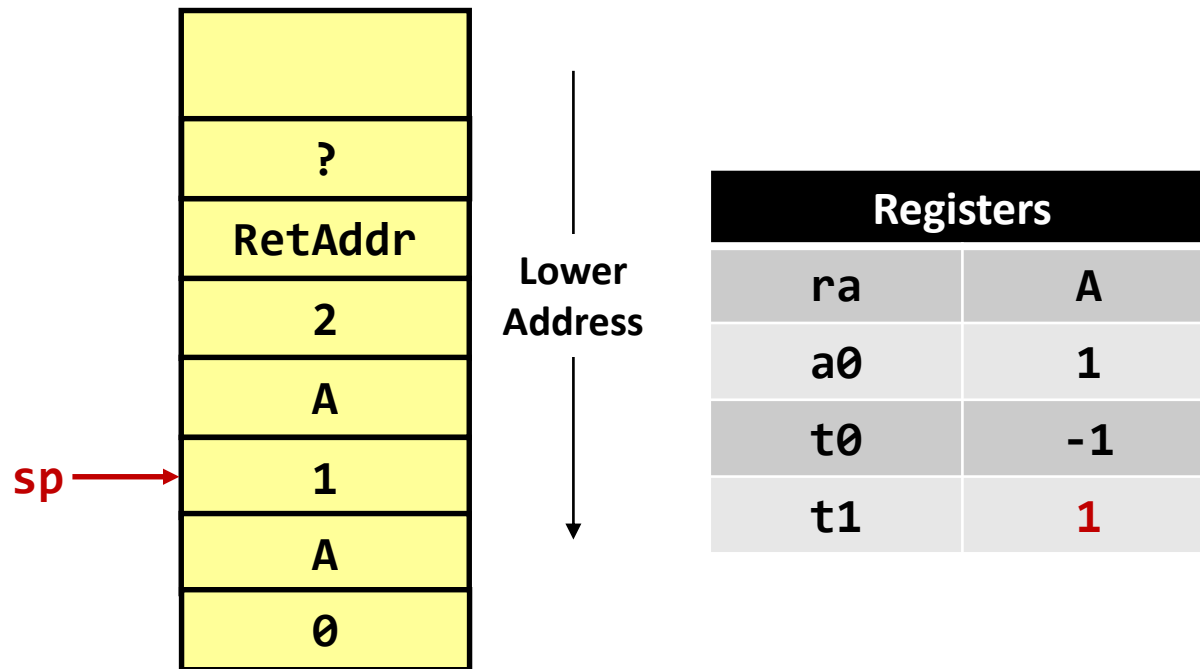 ?
RetAddr
2
A
1
A
0
sp
Lower
Address
Registers
ra A
a0 1
t0 -1
t1 1